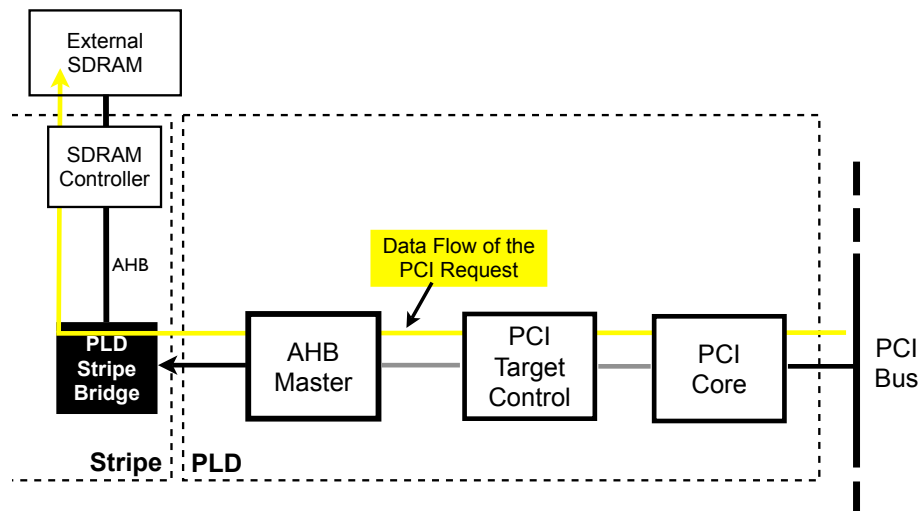 External
SDRAM
SDRAM
Controller
AHB
Data Flow of the
PCI Request
PLD
Stripe
Bridge
AHB
Master
PCI
Target
Control
PCI
Core
PCI
Bus
Stripe
PLD